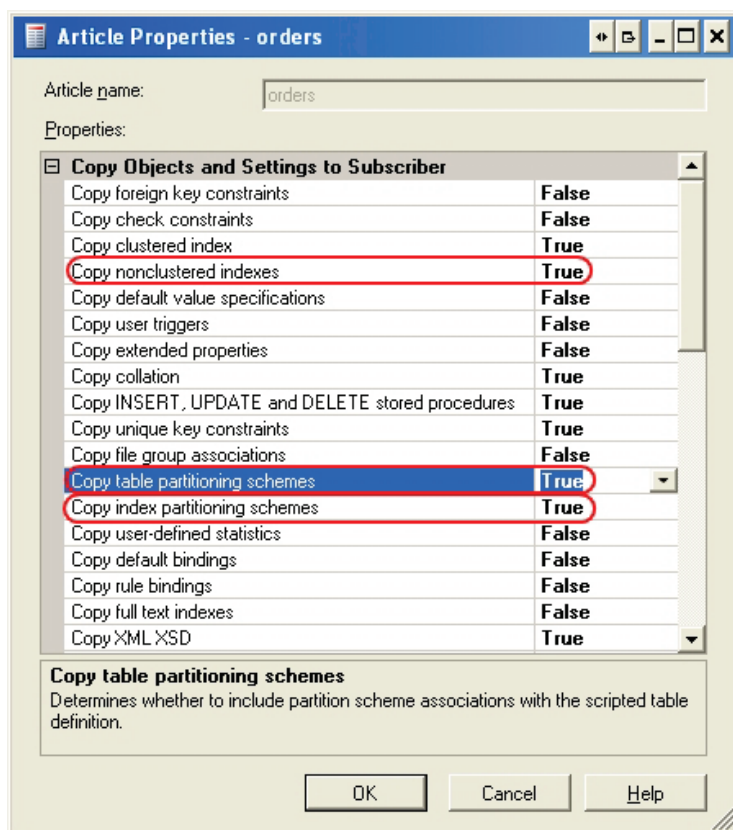 Article Properties - orders
Article name: orders
Properties:
Copy Objects and Settings to Subscriber
Copy foreign key constraints False
Copy check constraints False
Copy clustered index True
Copy nonclustered indexes True
Copy default value specifications False
Copy user triggers False
Copy extended properties False
Copy collation True
Copy INSERT, UPDATE and DELETE stored procedures True
Copy unique key constraints True
Copy file group associations False
Copy table partitioning schemes True
Copy index partitioning schemes True
Copy user-defined statistics False
Copy default bindings False
Copy rule bindings False
Copy full text indexes False
Copy XML XSD True
Copy table partitioning schemes
Determines whether to include partition scheme associations with the scripted table
definition.
OK Cancel Help